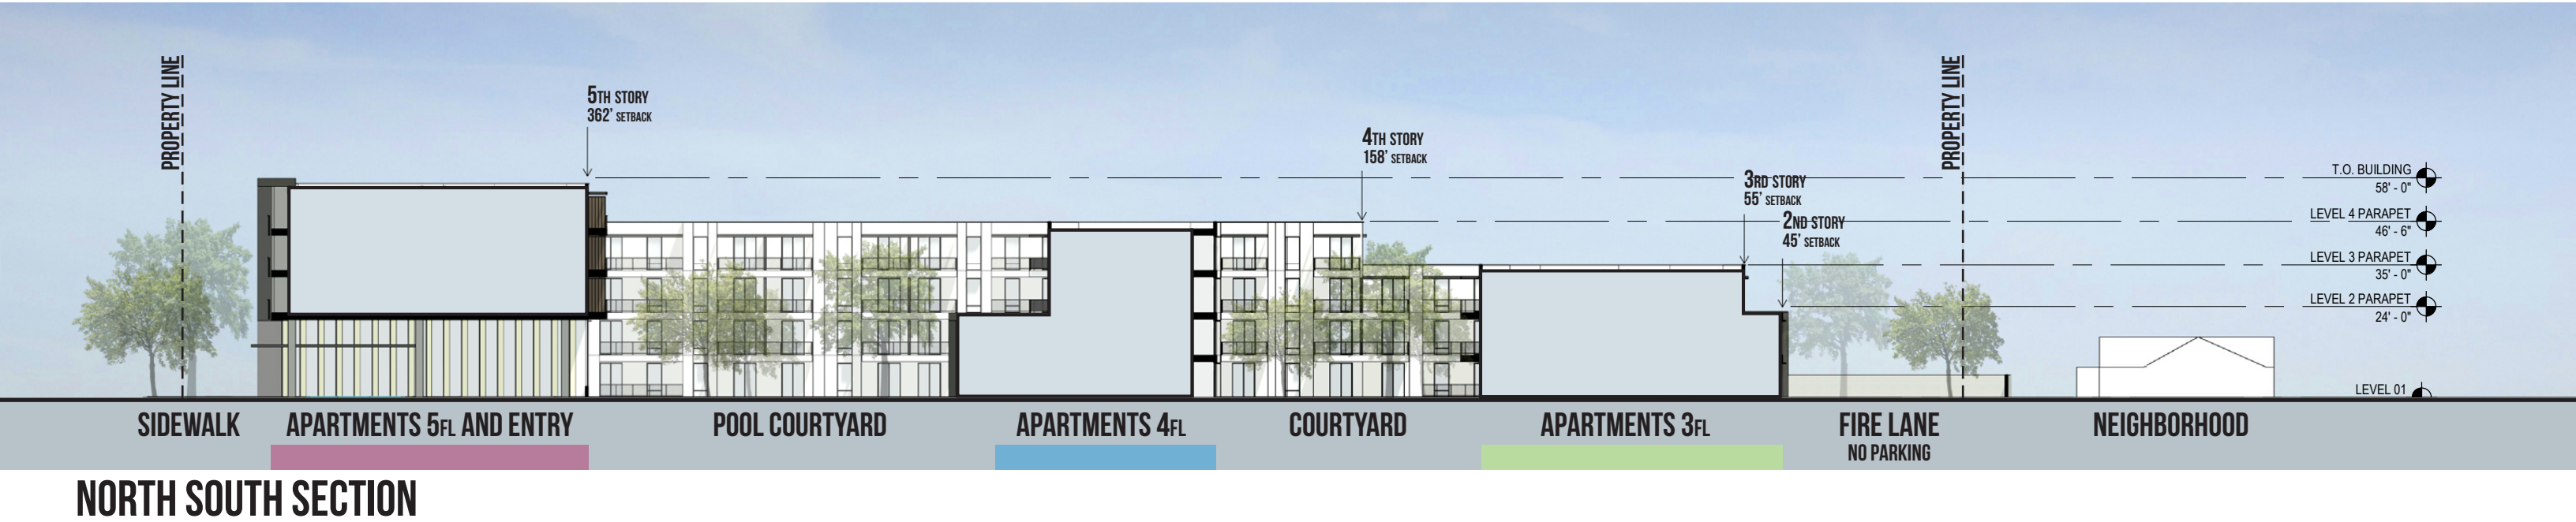 PROPERTY LINE
5TH STORY
362' SETBACK
4TH STORY
158' SETBACK
3RD STORY
55' SETBACK
2ND STORY
45' SETBACK
PROPERTY LINE
T.O. BUILDING
58' - 0"
LEVEL 4 PARAPET
46' - 6"
LEVEL 3 PARAPET
35' - 0"
LEVEL 2 PARAPET
24' - 0"
LEVEL 01
SIDEWALK
APARTMENTS 5FL AND ENTRY
POOL COURTYARD
APARTMENTS 4FL
COURTYARD
APARTMENTS 3FL
FIRE LANE
NO PARKING
NEIGHBORHOOD
NORTH SOUTH SECTION